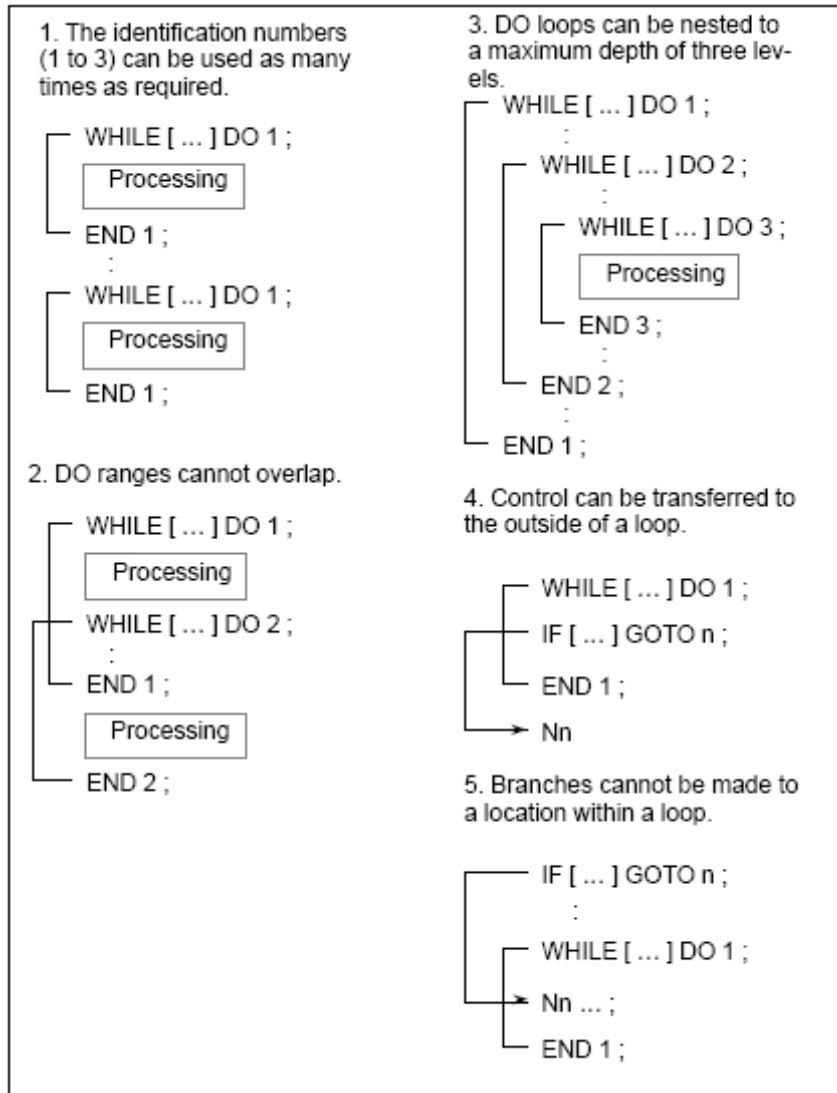 1. The identification numbers
(1 to 3) can be used as many
times as required.
WHILE [ ... ] DO 1 ;
Processing
END 1 ;
:
WHILE [ ... ] DO 1 ;
Processing
END 1 ;
2. DO ranges cannot overlap.
WHILE [ ... ] DO 1 ;
Processing
WHILE [ ... ] DO 2 ;
:
END 1 ;
Processing
END 2 ;
3. DO loops can be nested to
a maximum depth of three lev-
els.
WHILE [ ... ] DO 1 ;
:
WHILE [ ... ] DO 2 ;
:
WHILE [ ... ] DO 3 ;
Processing
END 3 ;
:
END 2 ;
:
END 1 ;
4. Control can be transferred to
the outside of a loop.
WHILE [ ... ] DO 1 ;
IF [ ... ] GOTO n ;
END 1 ;
Nn
5. Branches cannot be made to
a location within a loop.
IF [ ... ] GOTO n ;
:
WHILE [ ... ] DO 1 ;
Nn ... ;
END 1 ;